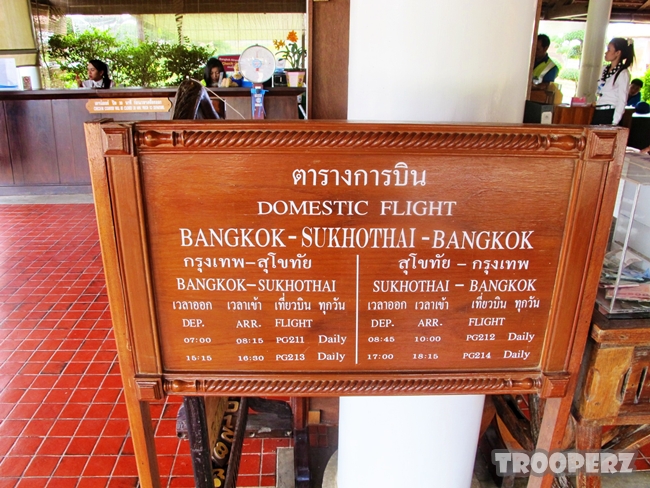 ตารางการบิน
DOMESTIC FLIGHT
BANGKOK - SUKHOTHAI - BANGKOK
กรุงเทพ-สุโขทัย
BANGKOK-SUKHOTHAI
เวลาออก เวลาเข้า เที่ยวบิน ทุกวัน
DEP. ARR. FLIGHT
07:00 08:15 PG211 Daily
15:15 16:30 PG213 Daily
สุโขทัย - กรุงเทพ
SUKHOTHAI - BANGKOK
เวลาออก เวลาเข้า เที่ยวบิน ทุกวัน
DEP. ARR. FLIGHT
08:45 10:00 PG212 Daily
17:00 18:15 PG214 Daily
TROOPERZ